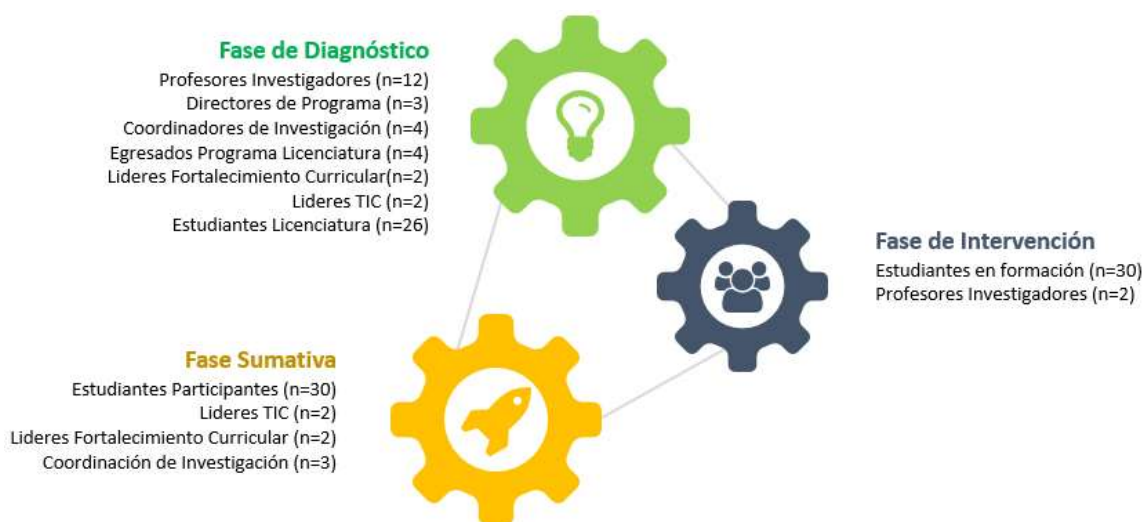 Fase de Diagnóstico
Profesores Investigadores (n=12)
Directores de Programa (n=3)
Coordinadores de Investigación (n=4)
Egresados Programa Licenciatura (n=4)
Lideres Fortalecimiento Curricular(n=2)
Lideres TIC (n=2)
Estudiantes Licenciatura (n=26)
Fase de Intervención
Estudiantes en formación (n=30)
Profesores Investigadores (n=2)
Fase Sumativa
Estudiantes Participantes (n=30)
Lideres TIC (n=2)
Lideres Fortalecimiento Curricular (n=2)
Coordinación de Investigación (n=3)